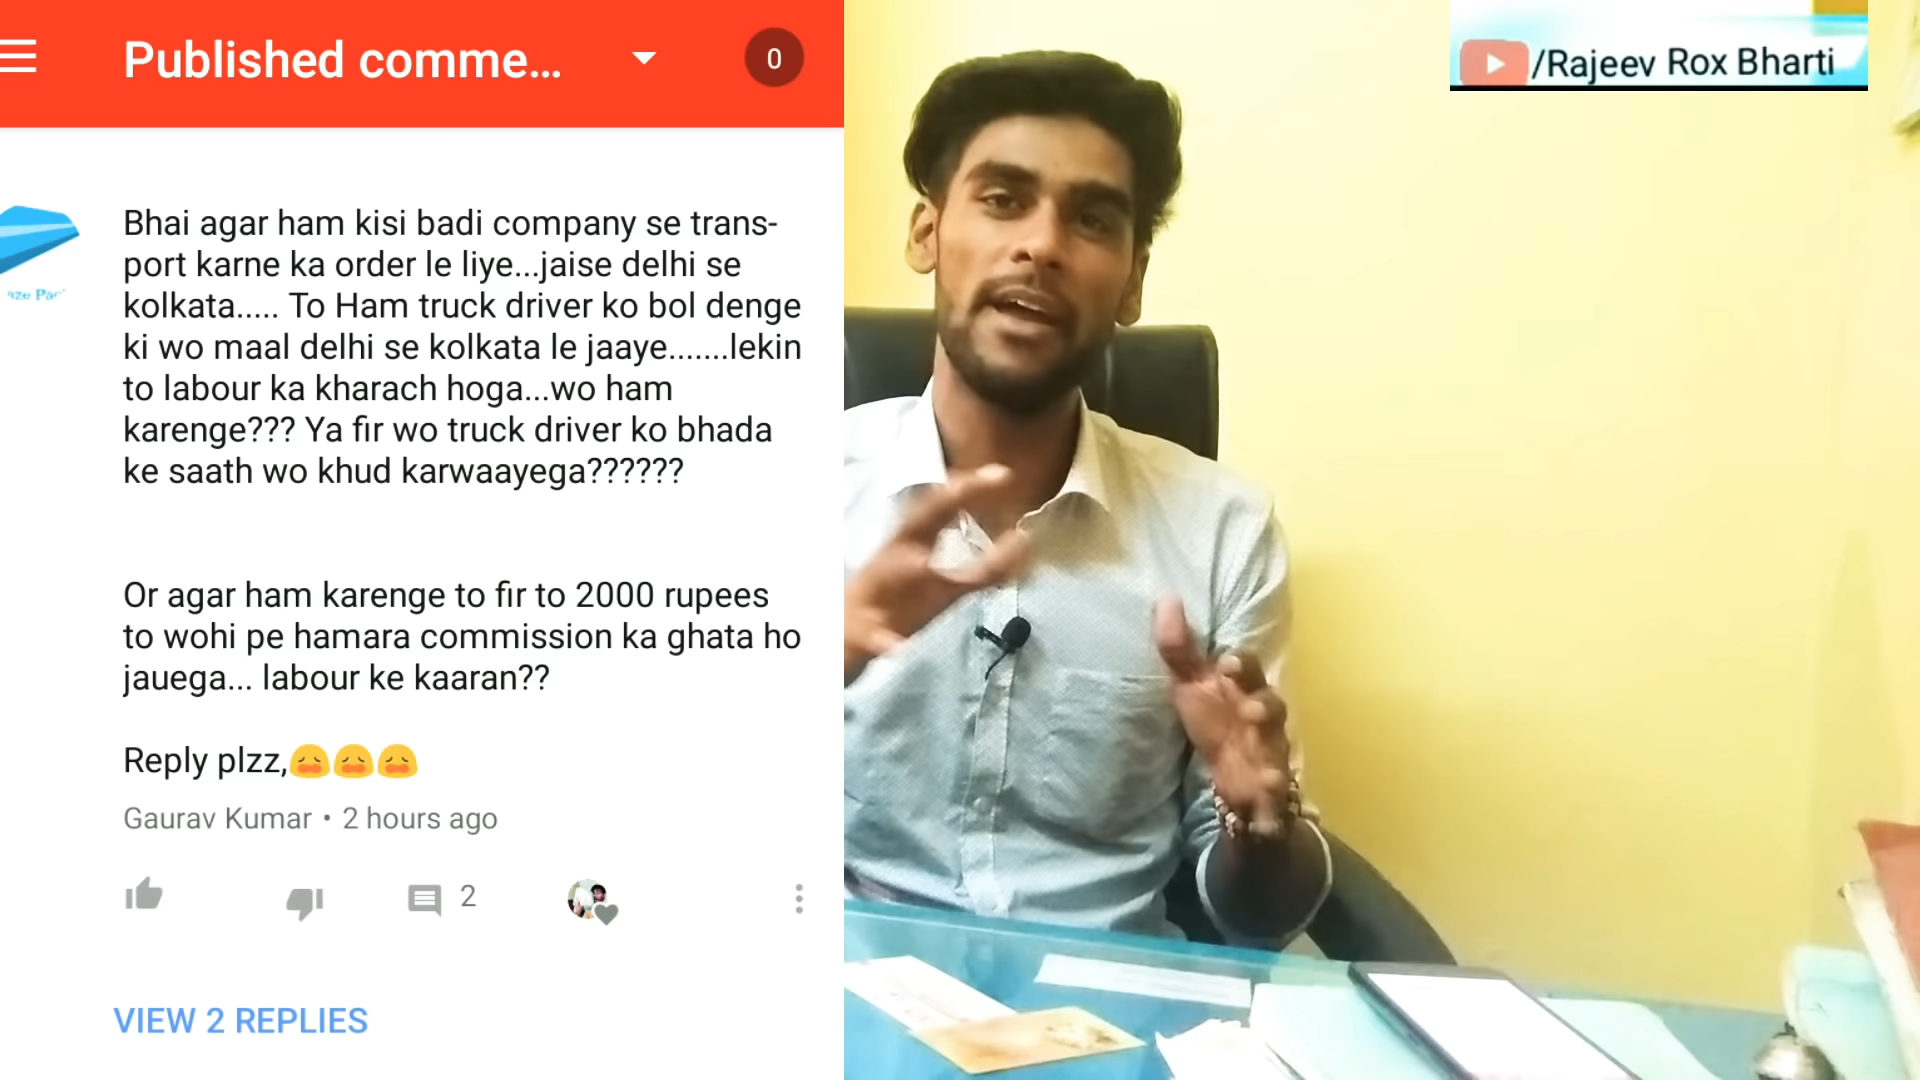 Published comme...
0
/Rajeev Rox Bharti
Bhai agar ham kisi badi company se trans-
port karne ka order le liye...jaise delhi se
kolkata..... To Ham truck driver ko bol denge
ki wo maal delhi se kolkata le jaaye.......lekin
to labour ka kharach hoga...wo ham
karenge??? Ya fir wo truck driver ko bhada
ke saath wo khud karwaayega??????
Or agar ham karenge to fir to 2000 rupees
to wohi pe hamara commission ka ghata ho
jauega... labour ke kaaran??
Reply plzz,😩😩😩
Gaurav Kumar • 2 hours ago
2
VIEW 2 REPLIES